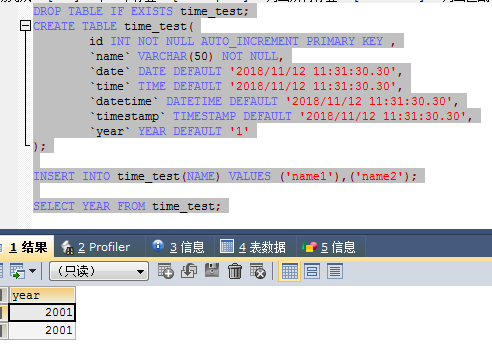 DROP TABLE IF EXISTS time_test;
CREATE TABLE time_test(
id INT NOT NULL AUTO_INCREMENT PRIMARY KEY ,
`name` VARCHAR(50) NOT NULL,
`date` DATE DEFAULT '2018/11/12 11:31:30.30',
`time` TIME DEFAULT '2018/11/12 11:31:30.30',
`datetime` DATETIME DEFAULT '2018/11/12 11:31:30.30',
`timestamp` TIMESTAMP DEFAULT '2018/11/12 11:31:30.30',
`year` YEAR DEFAULT '1'
);
INSERT INTO time_test(NAME) VALUES ('name1'),('name2');
SELECT YEAR FROM time_test;
1 结果 2 Profiler 3 信息 4 表数据 5 信息
(只读)
year
2001
2001